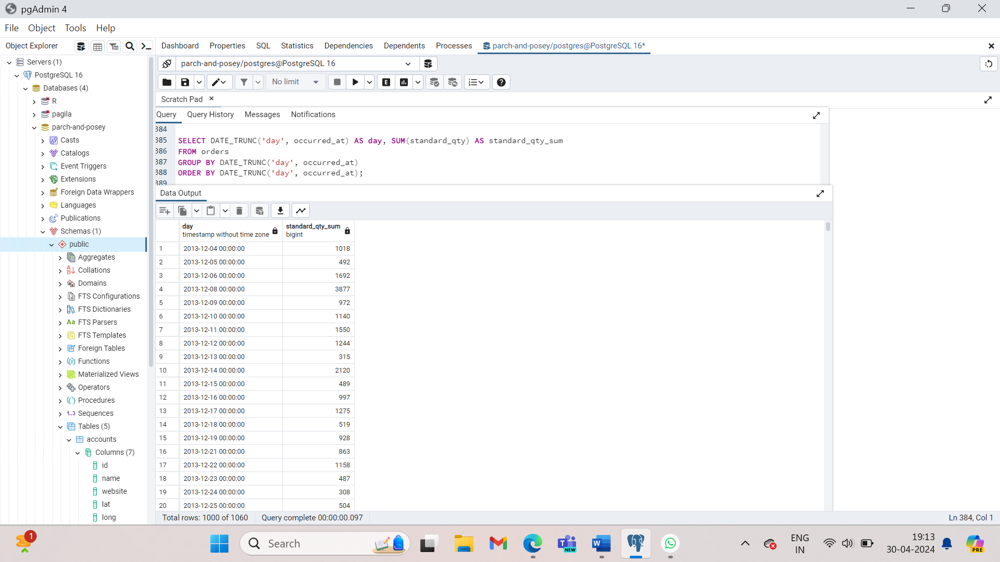 pgAdmin 4
File Object Tools Help
Object Explorer
Dashboard Properties SQL Statistics Dependencies Dependents Processes parch-and-posey/postgres@PostgreSQL 16*
Servers (1)
PostgreSQL 16
Databases (4)
R
pagila
parch-and-posey
Casts
Catalogs
Event Triggers
Extensions
Foreign Data Wrappers
Languages
Publications
Schemas (1)
public
Aggregates
Collations
Domains
FTS Configurations
FTS Dictionaries
Aa FTS Parsers
FTS Templates
Foreign Tables
Functions
Materialized Views
Operators
Procedures
1..3 Sequences
Tables (5)
accounts
Columns (7)
id
name
website
lat
long
parch-and-posey/postgres@PostgreSQL 16
No limit E
Scratch Pad
Query Query History Messages Notifications
384
385 SELECT DATE_TRUNC('day', occurred_at) AS day, SUM(standard_qty) AS standard_qty_sum
386 FROM orders
387 GROUP BY DATE_TRUNC('day', occurred_at)
388 ORDER BY DATE_TRUNC('day', occurred_at);
389
Data Output
day standard_qty_sum
timestamp without time zone bigint
1 2013-12-04 00:00:00 1018
2 2013-12-05 00:00:00 492
3 2013-12-06 00:00:00 1692
4 2013-12-08 00:00:00 3877
5 2013-12-09 00:00:00 972
6 2013-12-10 00:00:00 1140
7 2013-12-11 00:00:00 1550
8 2013-12-12 00:00:00 1244
9 2013-12-13 00:00:00 315
10 2013-12-14 00:00:00 2120
11 2013-12-15 00:00:00 489
12 2013-12-16 00:00:00 997
13 2013-12-17 00:00:00 1275
14 2013-12-18 00:00:00 519
15 2013-12-19 00:00:00 928
16 2013-12-21 00:00:00 863
17 2013-12-22 00:00:00 1158
18 2013-12-23 00:00:00 487
19 2013-12-24 00:00:00 308
20 2013-12-25 00:00:00 504
Total rows: 1000 of 1060 Query complete 00:00:00.097 Ln 384, Col 1
1
Search
NEW
ENG
IN
19:13
30-04-2024
PRE